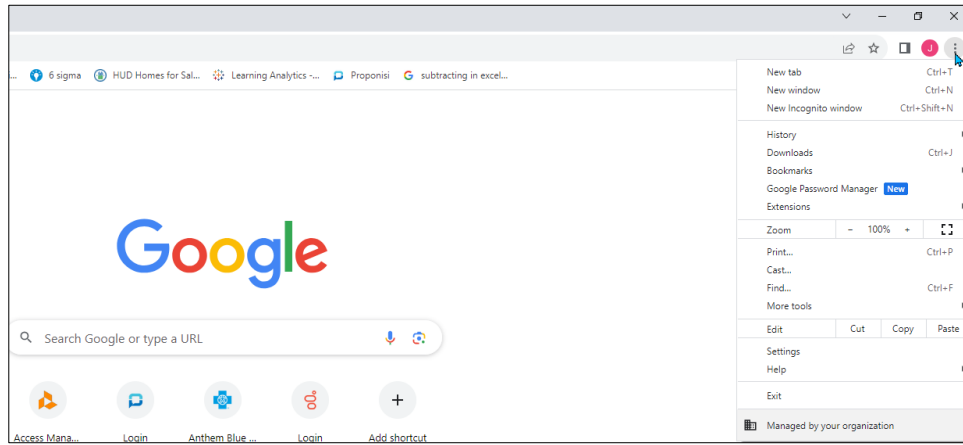 J
... 6 sigma HUD Homes for Sal... Learning Analytics -... Proponisi G subtracting in excel...
New tab Ctrl+T
New window Ctrl+N
New Incognito window Ctrl+Shift+N
History
Downloads Ctrl+J
Bookmarks
Google Password Manager New
Extensions
Zoom - 100% +
Print... Ctrl+P
Cast...
Find... Ctrl+F
More tools
Edit Cut Copy Paste
Settings
Help
Exit
Managed by your organization
Google
Search Google or type a URL
Access Mana... Login Anthem Blue ... Login Add shortcut